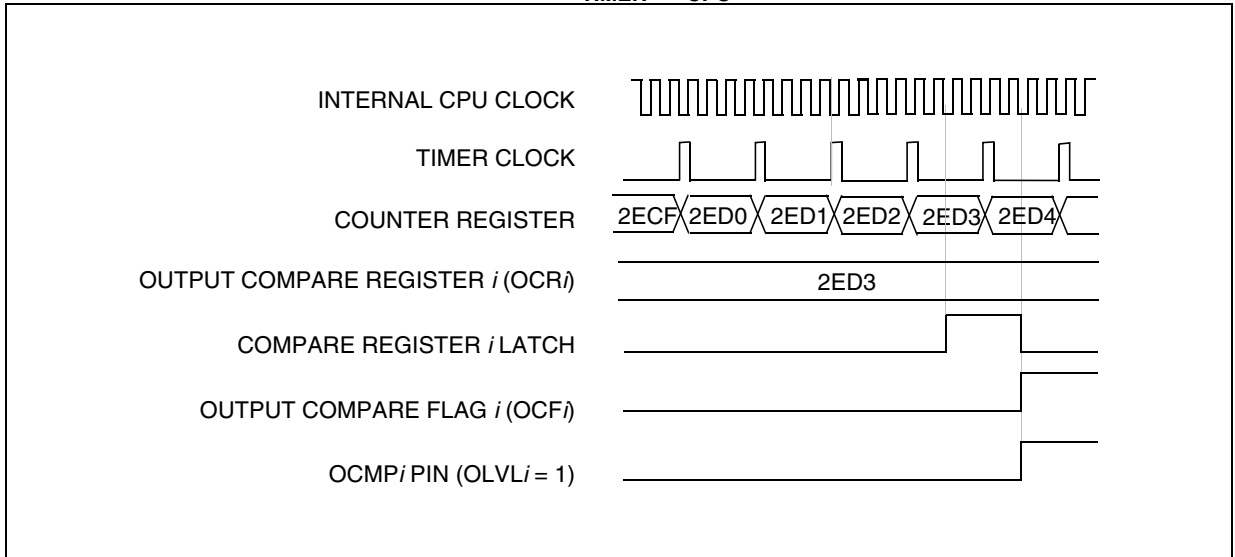 INTERNAL CPU CLOCK
TIMER CLOCK
COUNTER REGISTER
2ECF 2ED0 2ED1 2ED2 2ED3 2ED4
OUTPUT COMPARE REGISTER i (OCRi)
2ED3
COMPARE REGISTER i LATCH
OUTPUT COMPARE FLAG i (OCFi)
OCMPi PIN (OLVLi = 1)